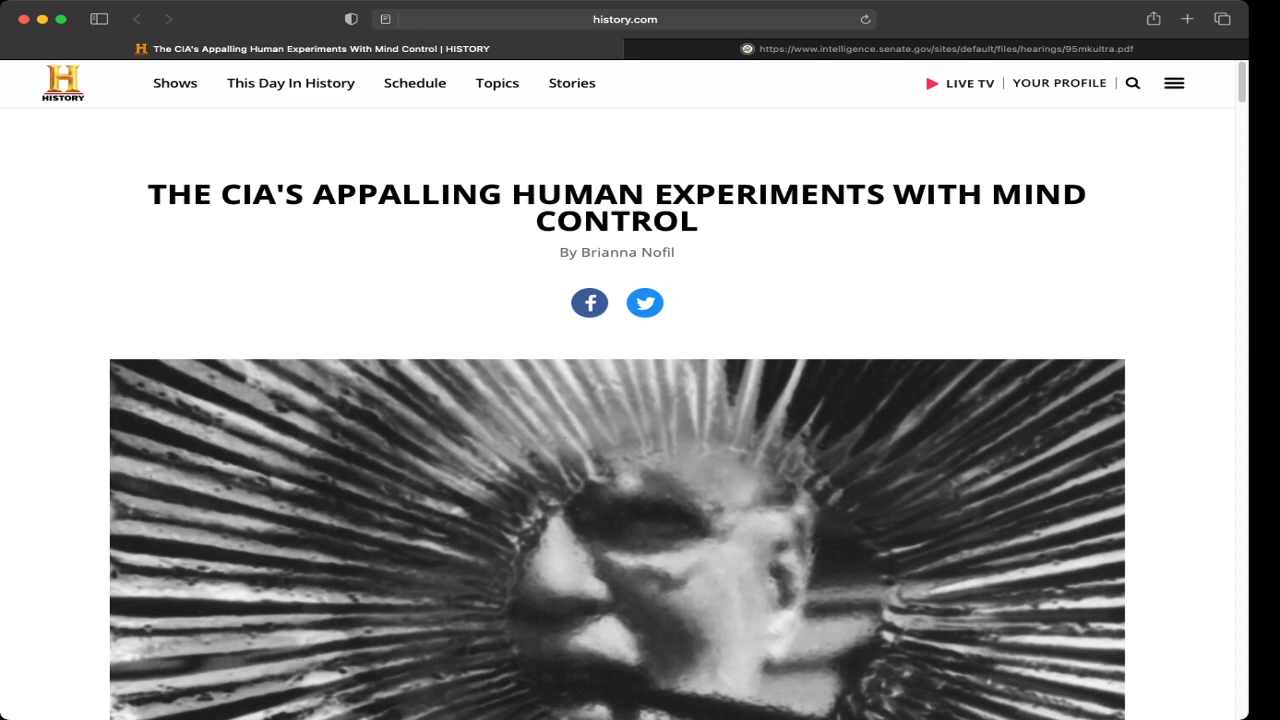 history.com
The CIA's Appalling Human Experiments With Mind Control | HISTORY
https://www.intelligence.senate.gov/sites/default/files/hearings/95mkultra.pdf
H
HISTORY
Shows
This Day In History
Schedule
Topics
Stories
LIVE TV
YOUR PROFILE
THE CIA'S APPALLING HUMAN EXPERIMENTS WITH MIND
CONTROL
By Brianna Nofil